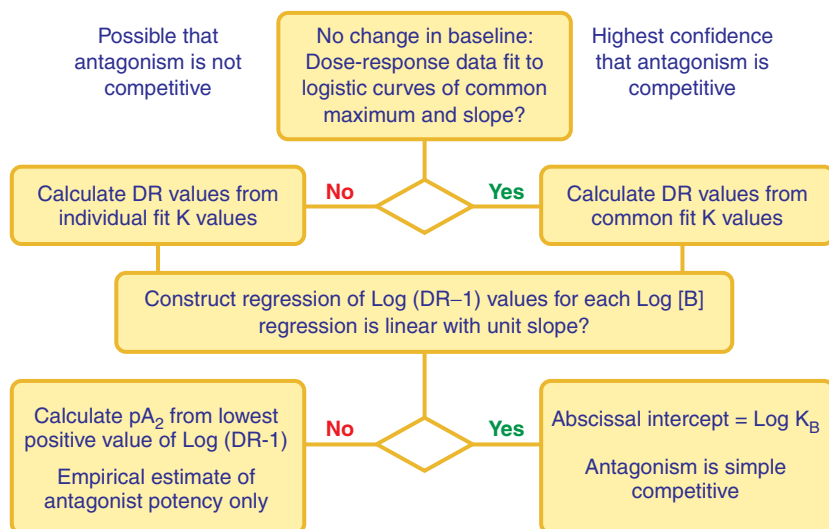 Possible that
antagonism is not
competitive
No change in baseline:
Dose-response data fit to
logistic curves of common
maximum and slope?
Highest confidence
that antagonism is
competitive
Calculate DR values from
individual fit K values
No
Yes
Calculate DR values from
common fit K values
Construct regression of Log (DR–1) values for each Log [B]
regression is linear with unit slope?
Calculate pA₂ from lowest
positive value of Log (DR-1)
Empirical estimate of
antagonist potency only
No
Yes
Abscissal intercept = Log K_B
Antagonism is simple
competitive